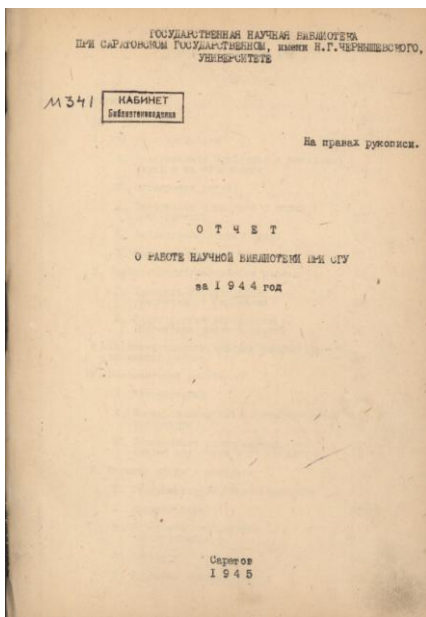 ГОСУДАРСТВЕННАЯ НАУЧНАЯ БИБЛИОТЕКА
ПРИ САРАТОВСКОМ ГОСУДАРСТВЕННОМ, имени Н.Г.ЧЕРНЫШЕВСКОГО,
УНИВЕРСИТЕТЕ
М341
КАБИНЕТ
Библиотековедения
На правах рукописи.
О Т Ч Е Т
О РАБОТЕ НАУЧНОЙ БИБЛИОТЕКИ ПРИ СГУ
за 1 9 4 4 год
Саратов
1 9 4 5